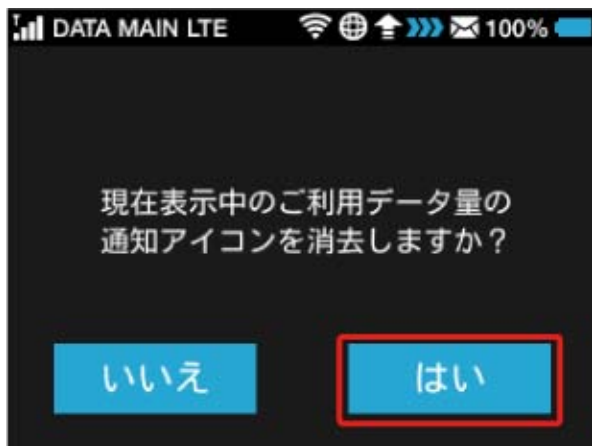 DATA MAIN LTE 100%
現在表示中のご利用データ量の
通知アイコンを消去しますか？
いいえ はい